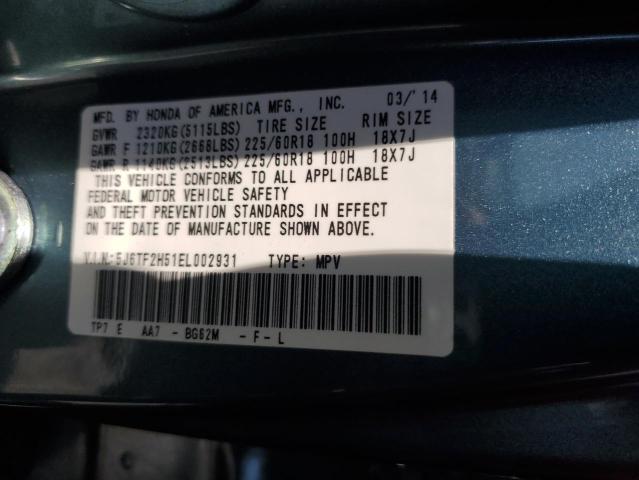 MFD. BY HONDA OF AMERICA MFG., INC. 03/'14
GVWR 2320KG(5115LBS) TIRE SIZE RIM SIZE
GAWR F 1210KG(2668LBS) 225/60R18 100H 18X7J
GAWR R 1140KG(2513LBS) 225/60R18 100H 18X7J
THIS VEHICLE CONFORMS TO ALL APPLICABLE
FEDERAL MOTOR VEHICLE SAFETY
AND THEFT PREVENTION STANDARDS IN EFFECT
ON THE DATE OF MANUFACTURE SHOWN ABOVE.
V.I.N:5J6TF2H51EL002931 TYPE: MPV
TP7 E AA7 - BG62M - F - L